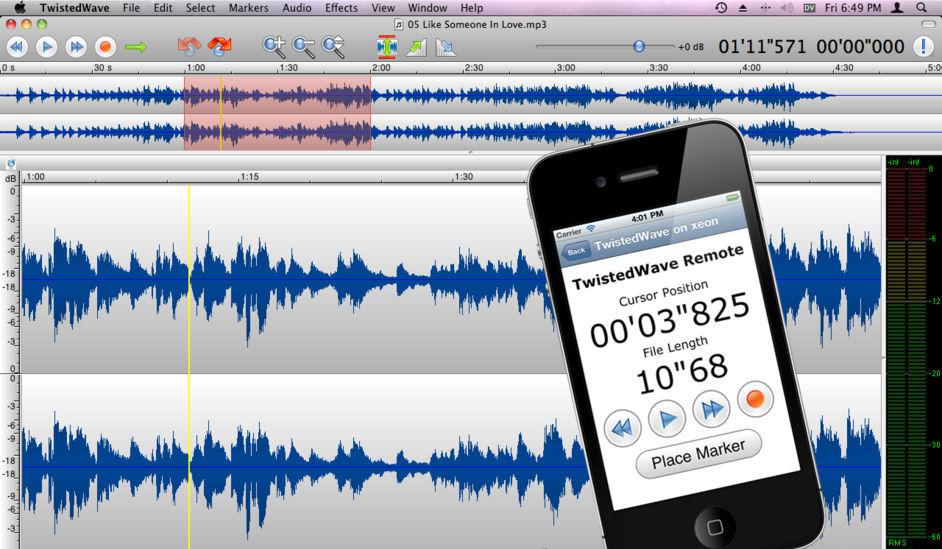 TwistedWave File Edit Select Markers Audio Effects View Window Help DV Fri 6:49 PM Admin
05 Like Someone In Love.mp3
+0 dB 01'11"571 00'00"000
0 s 30 s 1:00 1:30 2:00 3:00 3:30 4:00 4:30 5:0
dB 1:00 1:15 1:30
-inf -inf 0
0
-3
-6
-9
-18
-18
-9
-6
-3
0
0
-3
-6
-9
-18
-18
-9
-6
-3
Carrier 4:01 PM
Back TwistedWave on xeon
TwistedWave Remote
Cursor Position
00'03"825
File Length
10"68
Place Marker
-6
-12
-20
-30
-60
RMS